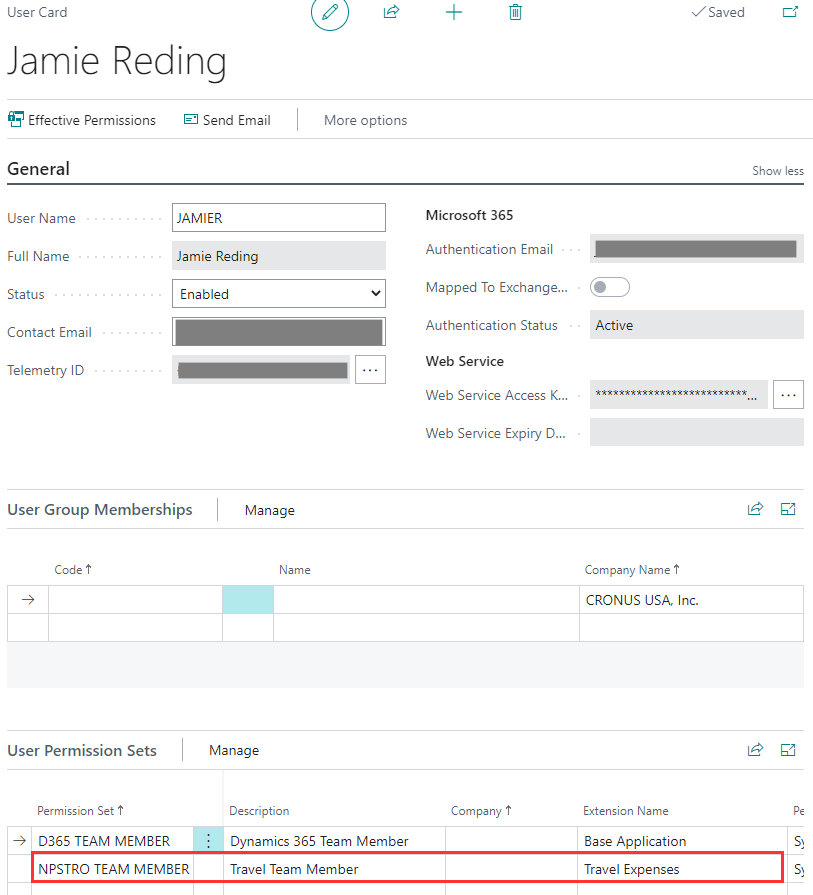 User Card
Saved
Jamie Reding
Effective Permissions Send Email More options
General Show less
User Name JAMIER
Full Name Jamie Reding
Status Enabled
Contact Email
Telemetry ID ...
Microsoft 365
Authentication Email
Mapped To Exchange...
Authentication Status Active
Web Service
Web Service Access K... **************************... ...
Web Service Expiry D...
User Group Memberships Manage
Code ↑ Name Company Name ↑
→ CRONUS USA, Inc.
User Permission Sets Manage
Permission Set ↑ Description Company ↑ Extension Name Pe
→ D365 TEAM MEMBER Dynamics 365 Team Member Base Application Sy
NPSTRO TEAM MEMBER Travel Team Member Travel Expenses Sy